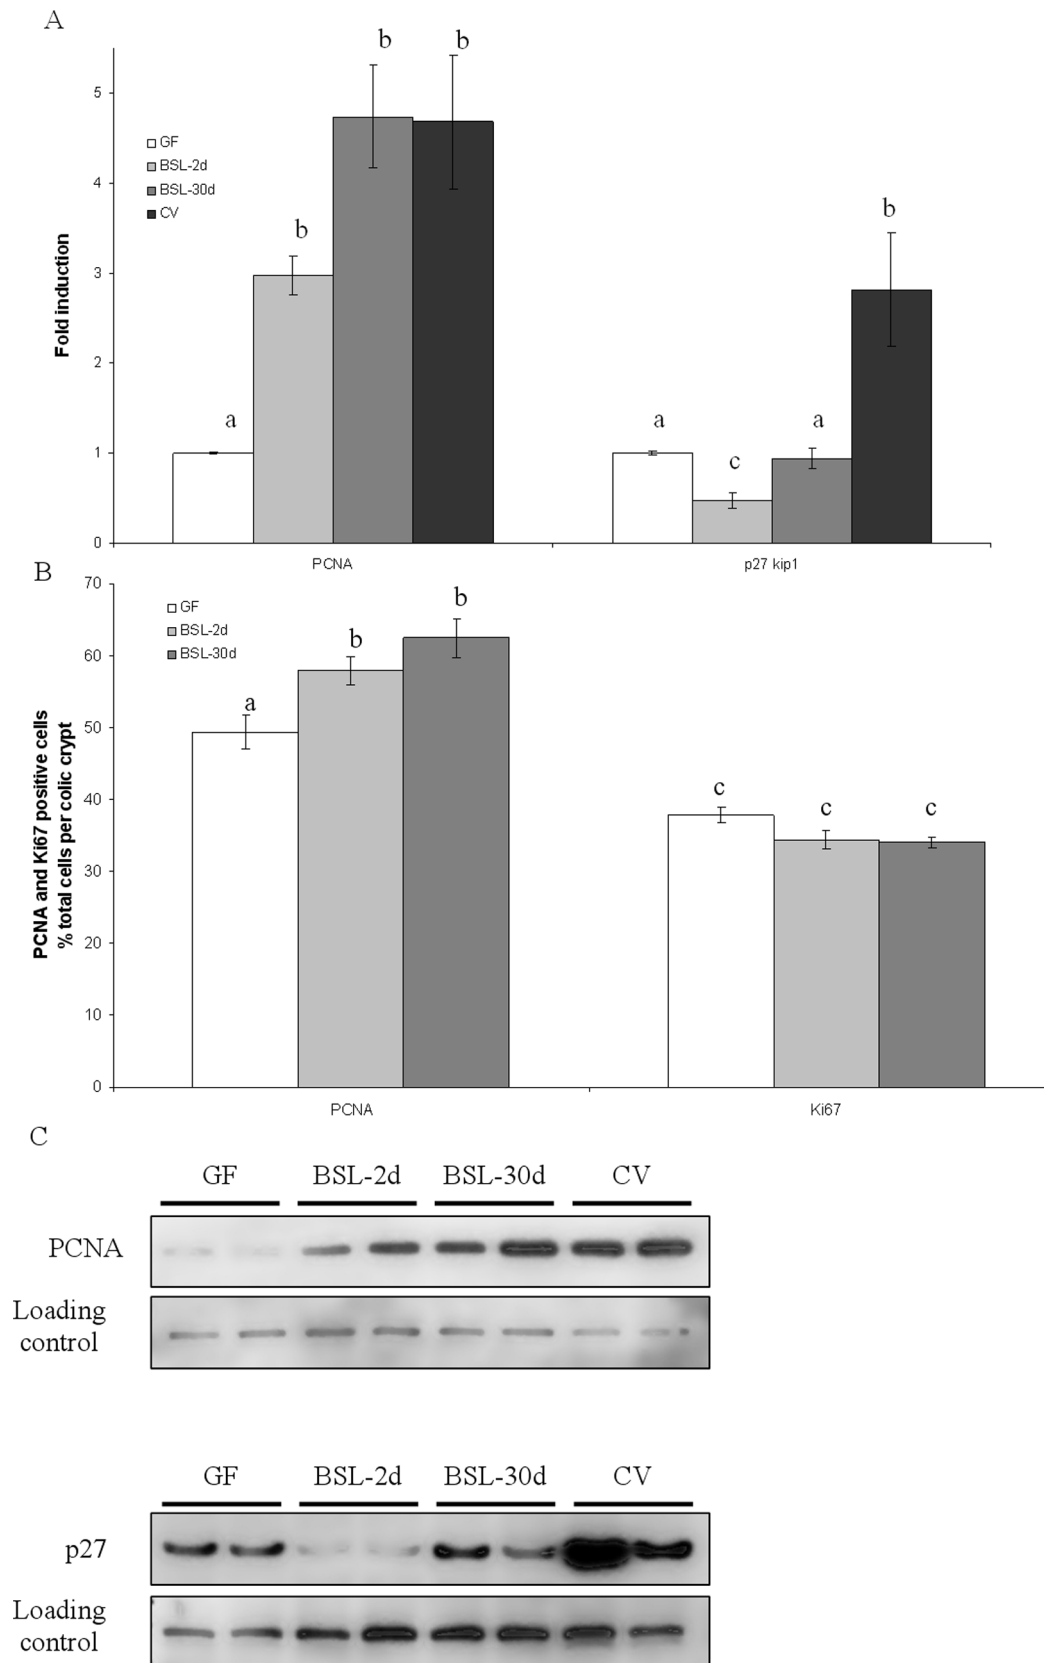 A
b
b
5
GF
BSL-2d
BSL-30d
CV
4
b
b
3
Fold induction
2
a
a
a
c
1
0
PCNA
p27 kip1
B
70
GF
BSL-2d
BSL-30d
b
b
60
a
50
PCNA and Ki67 positive cells
% total cells per colic crypt
40
c
c
c
30
20
10
0
PCNA
Ki67
C
GF BSL-2d BSL-30d CV
PCNA
Loading
control
GF BSL-2d BSL-30d CV
p27
Loading
control